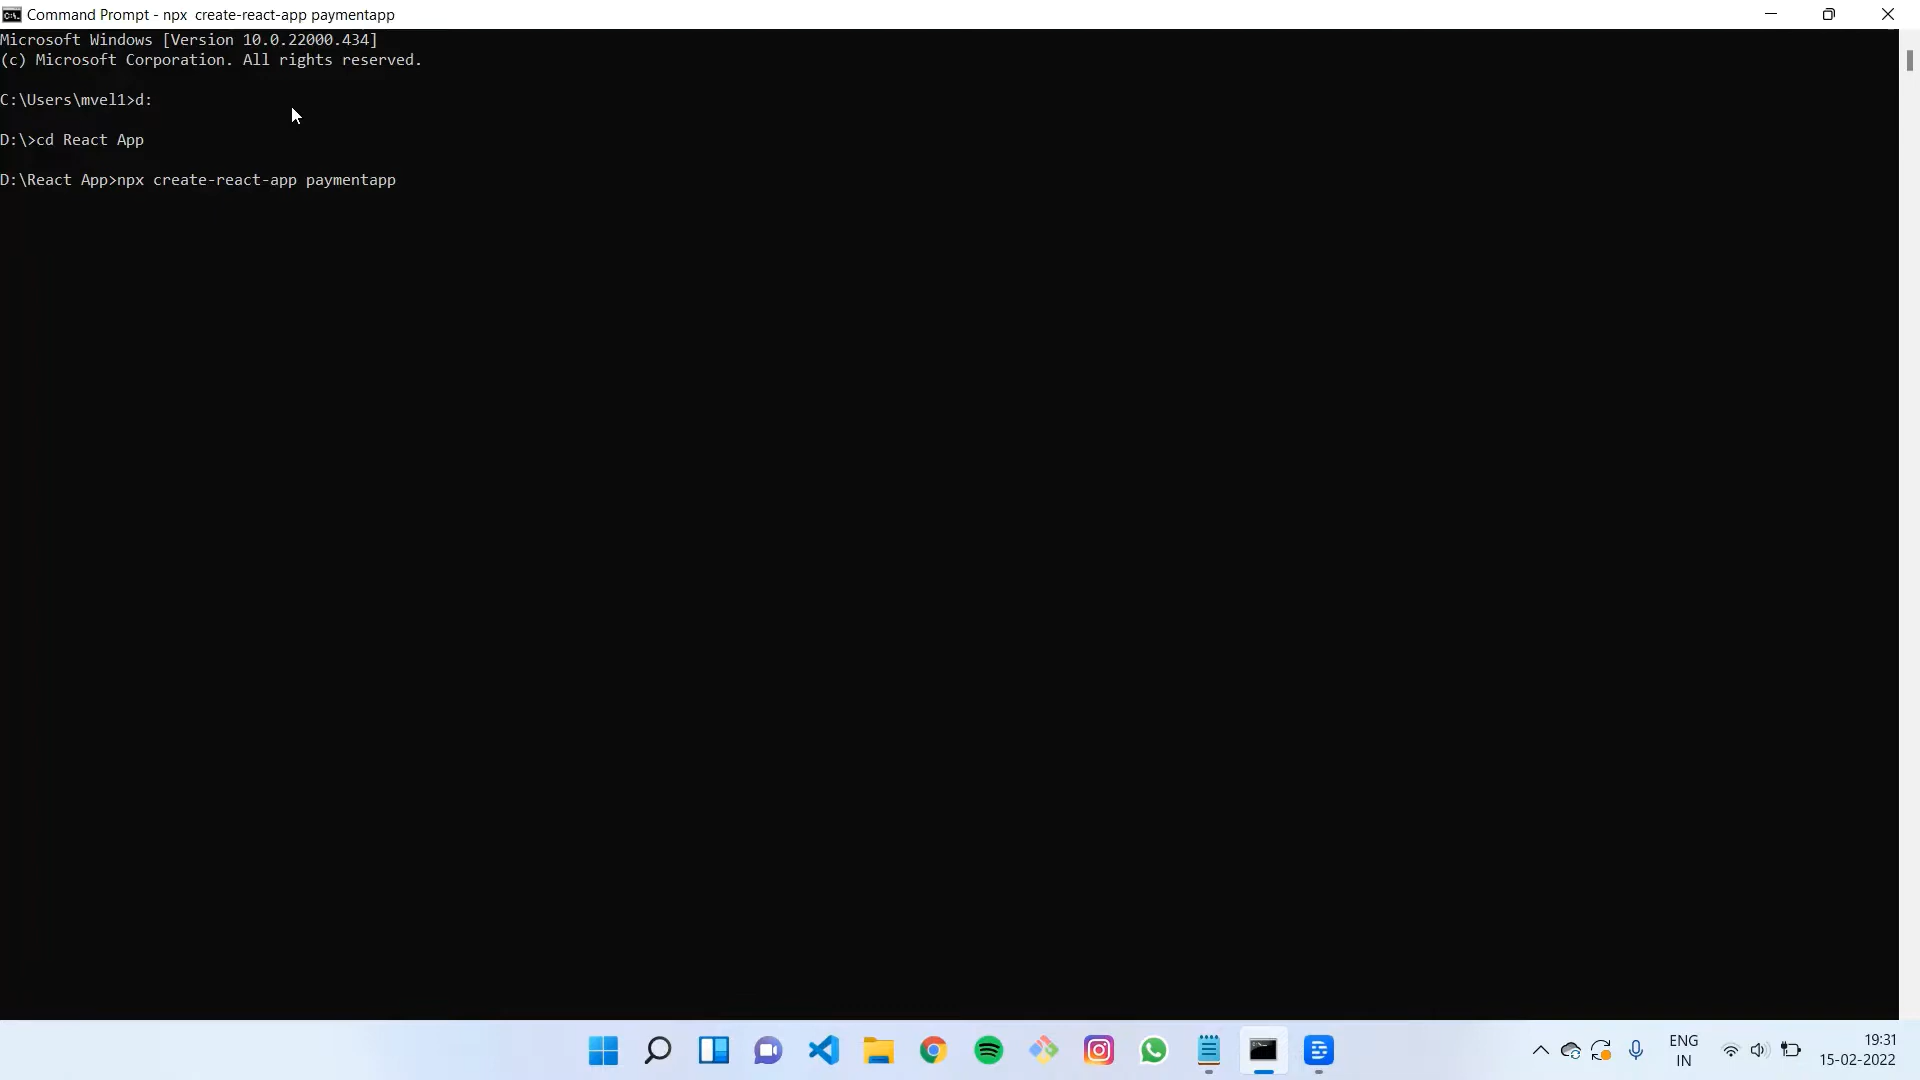 Command Prompt - npx  create-react-app paymentapp
Microsoft Windows [Version 10.0.22000.434]
(c) Microsoft Corporation. All rights reserved.
C:\Users\mvel1>d:
D:\>cd React App
D:\React App>npx create-react-app paymentapp
ENG
IN
19:31
15-02-2022